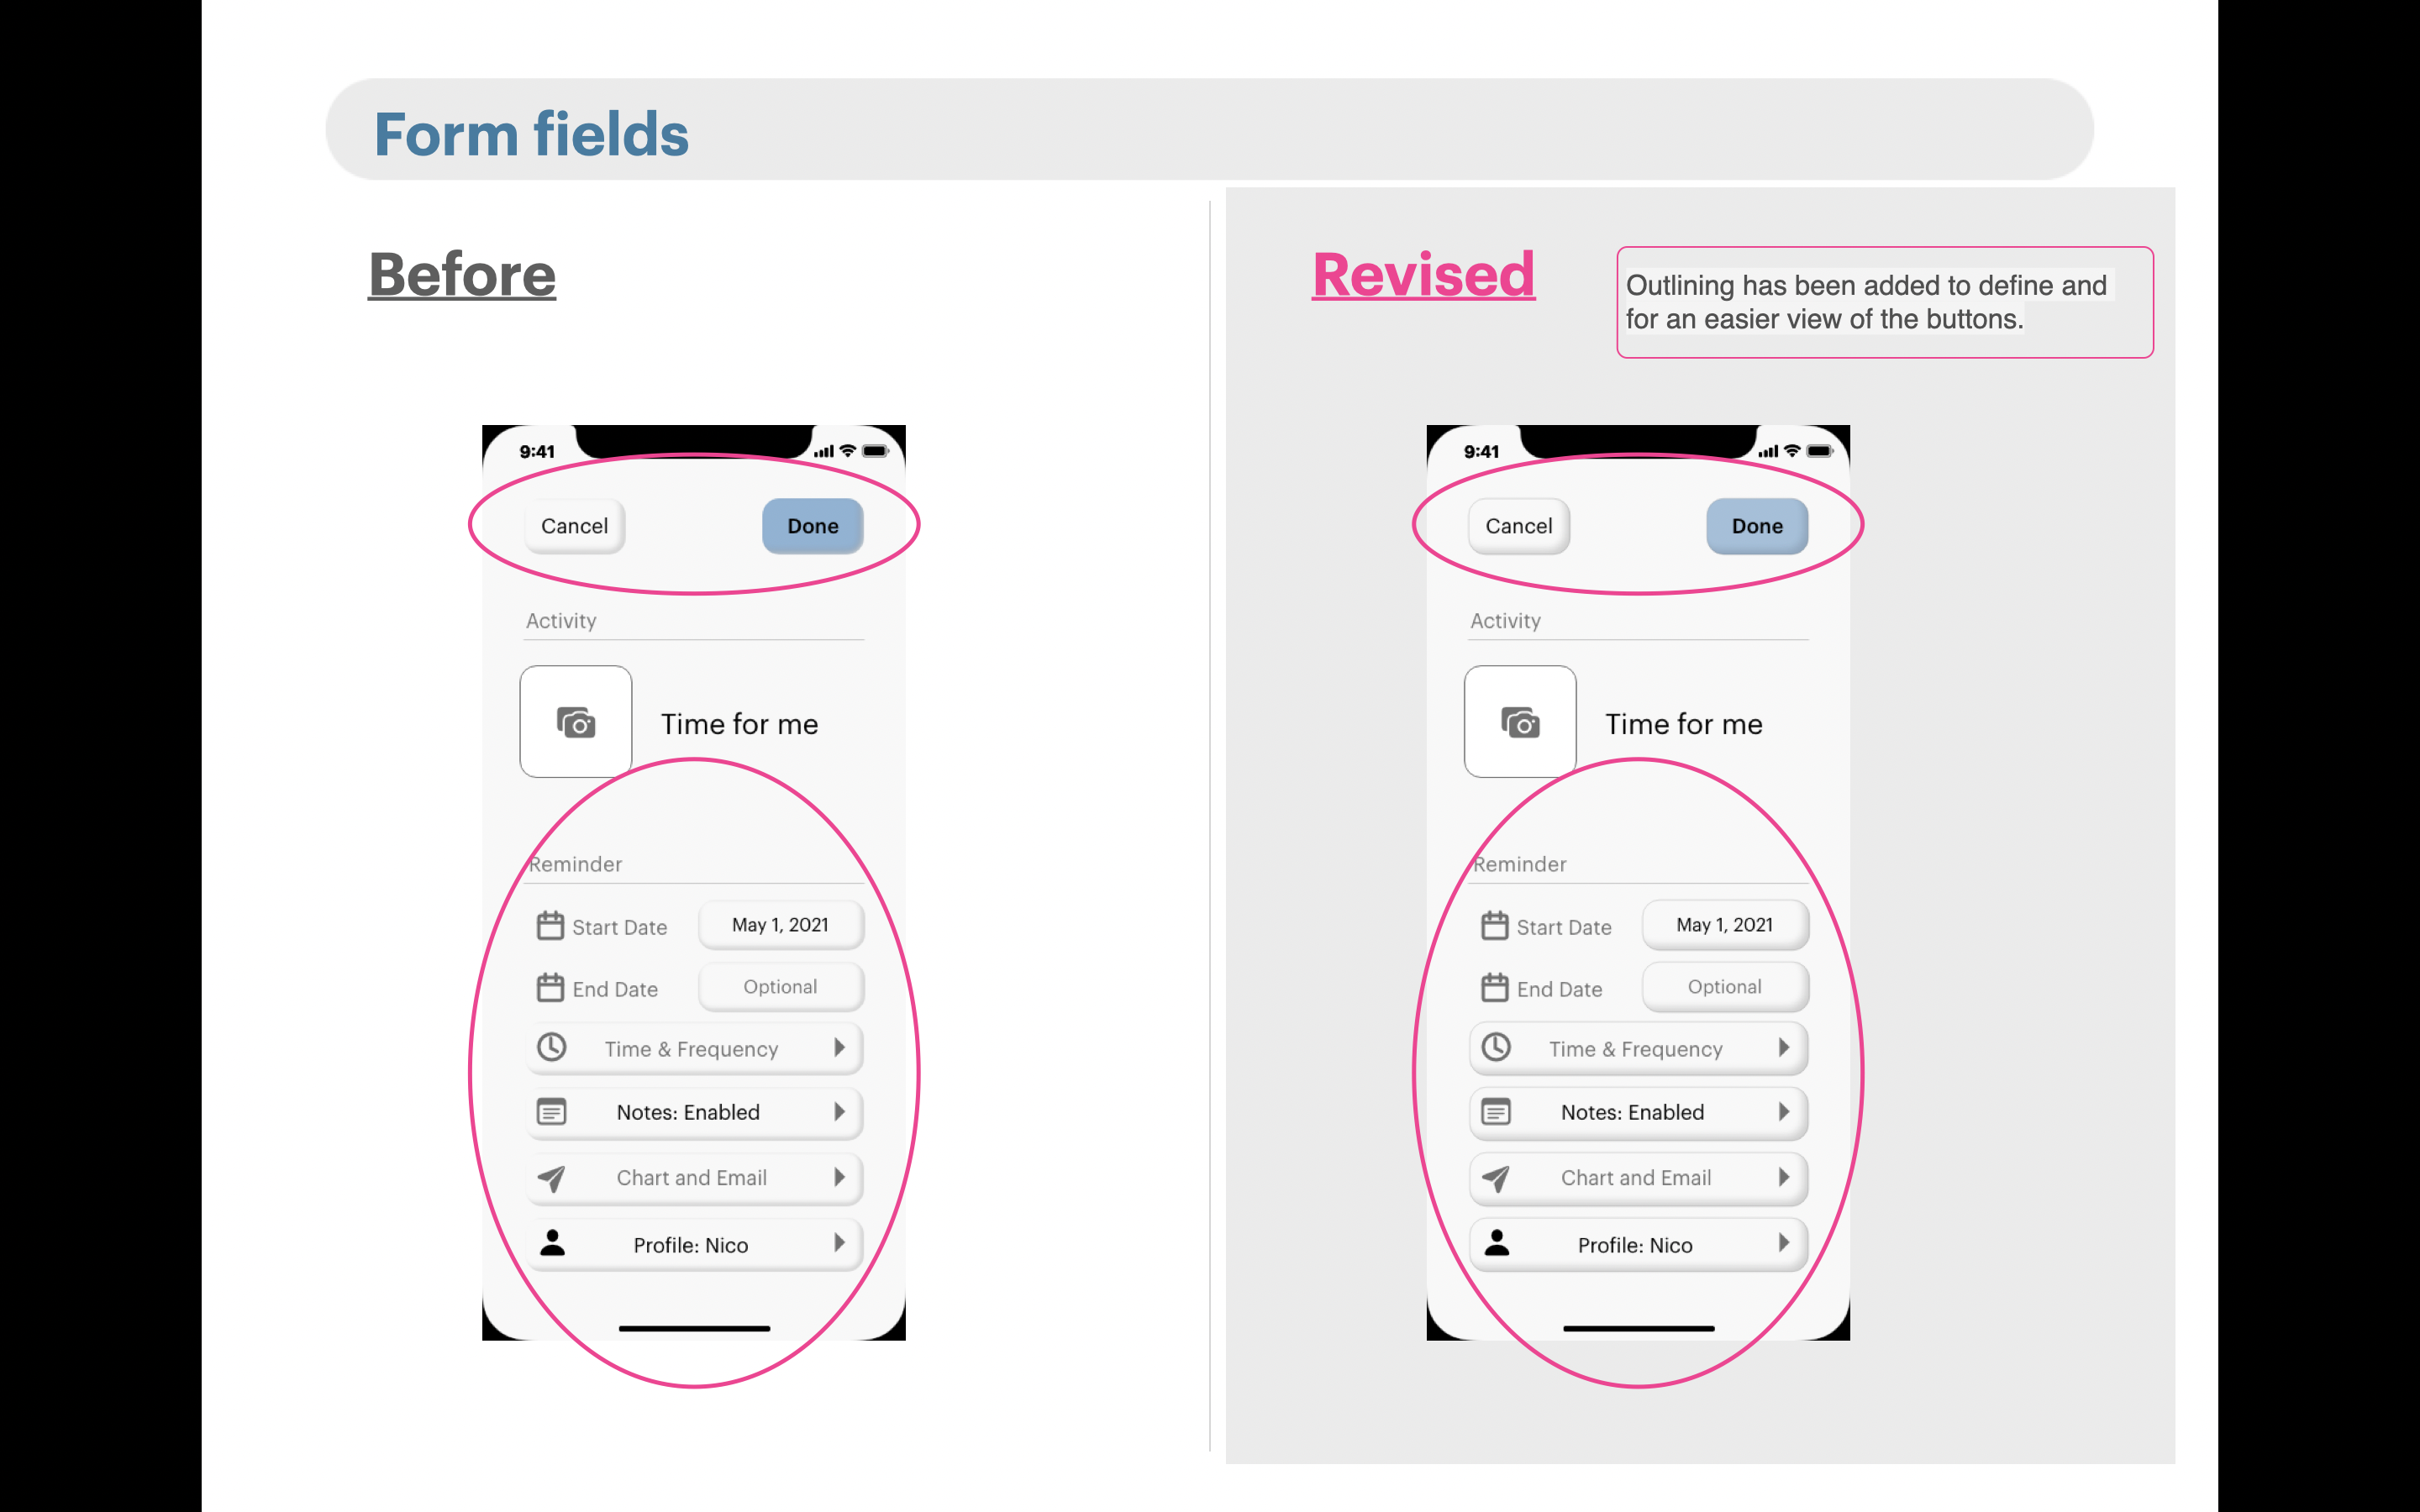 Form fields
Before
9:41
Cancel
Done
Activity
Time for me
Reminder
Start Date
May 1, 2021
End Date
Optional
Time & Frequency
Notes: Enabled
Chart and Email
Profile: Nico
Revised
Outlining has been added to define and
for an easier view of the buttons.
9:41
Cancel
Done
Activity
Time for me
Reminder
Start Date
May 1, 2021
End Date
Optional
Time & Frequency
Notes: Enabled
Chart and Email
Profile: Nico